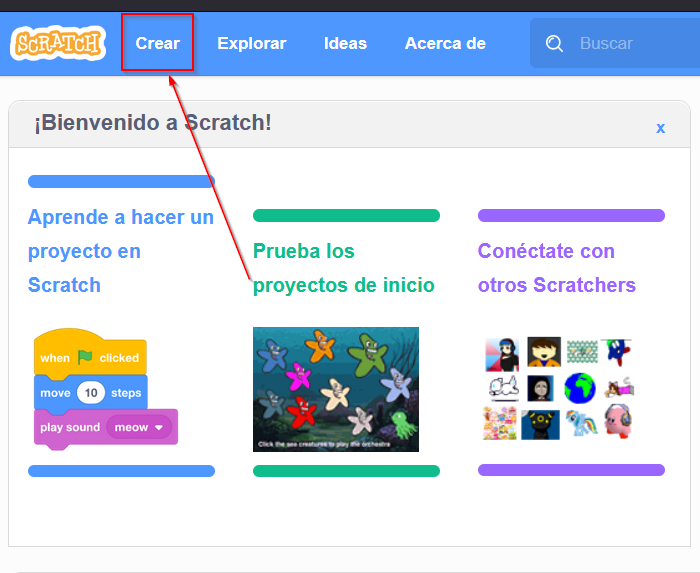 SCRATCH
Crear
Explorar
Ideas
Acerca de
Buscar
¡Bienvenido a Scratch!
x
Aprende a hacer un
proyecto en
Scratch
Prueba los
proyectos de inicio
Conéctate con
otros Scratchers
when clicked
move 10 steps
play sound meow
Click the sea creatures to play the orchestra